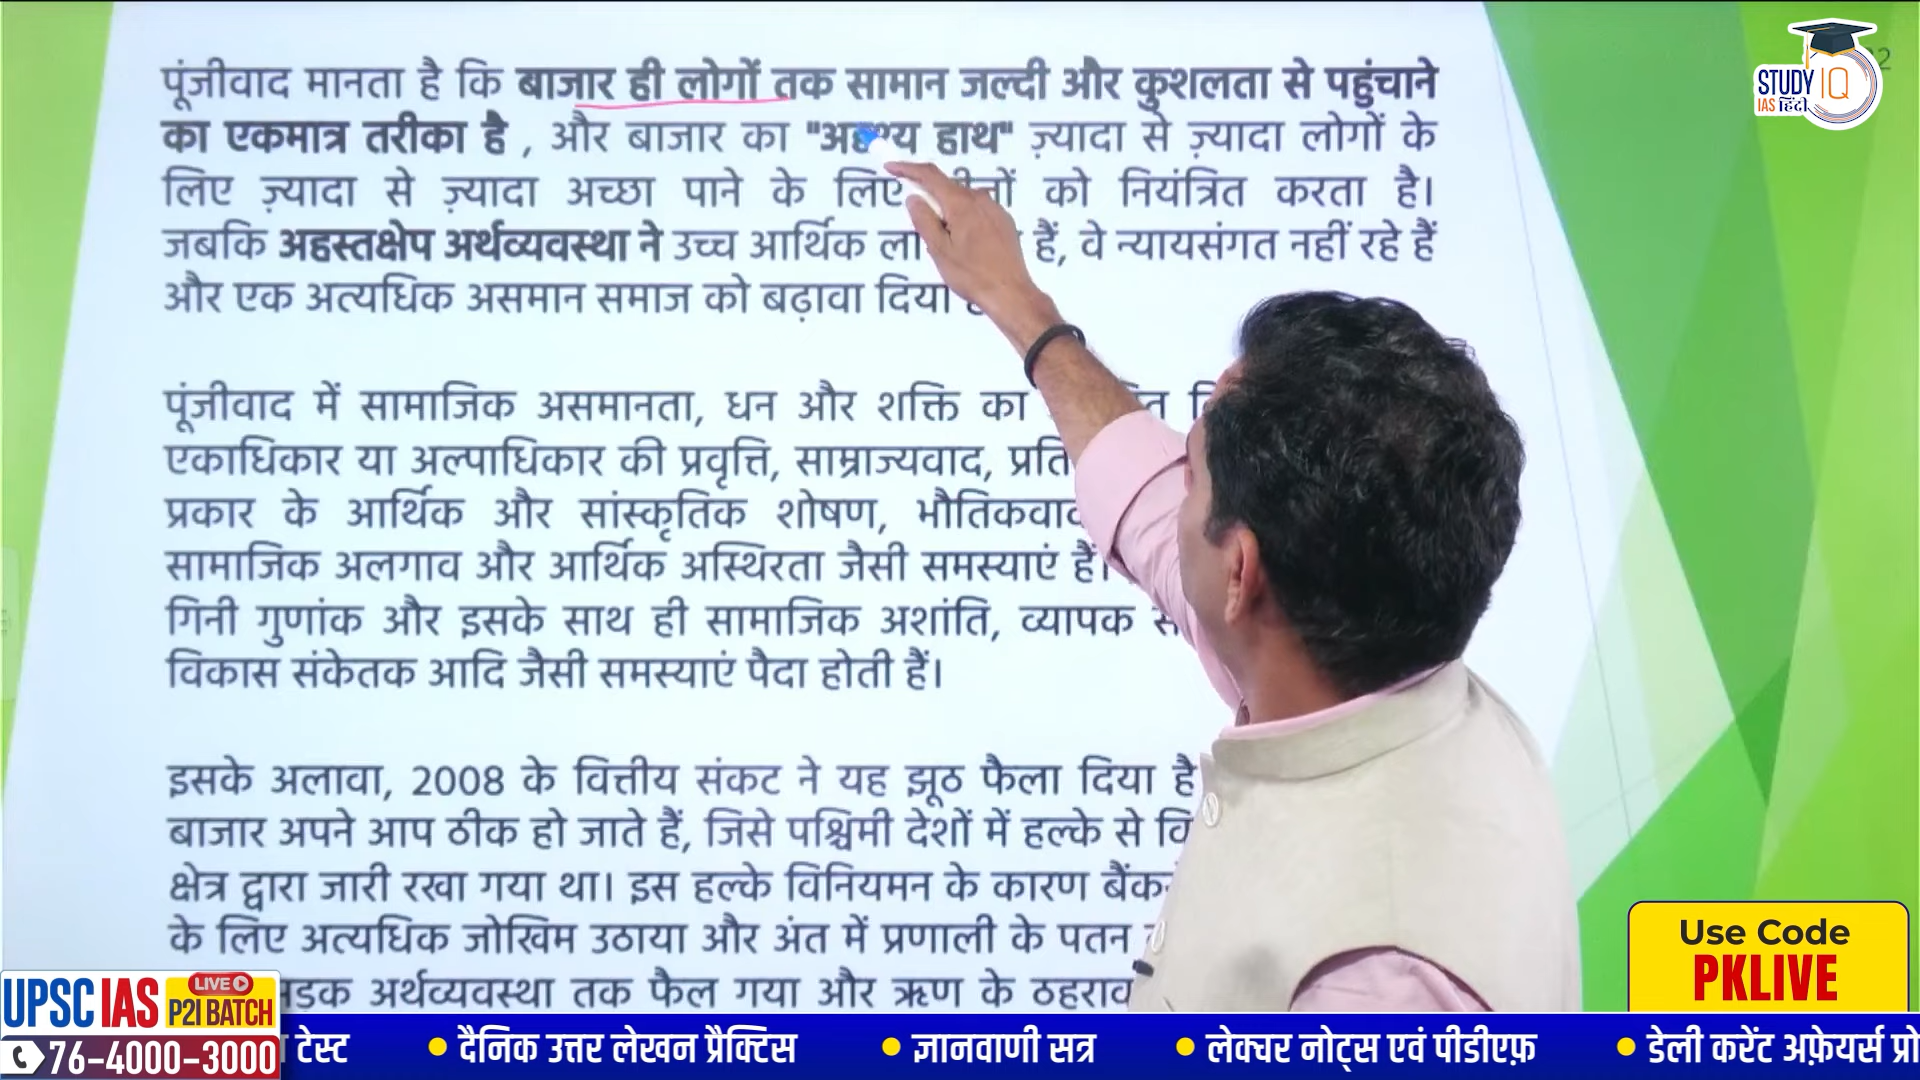 पूंजीवाद मानता है कि बाजार ही लोगों तक सामान जल्दी और कुशलता से पहुंचाने
का एकमात्र तरीका है , और बाजार का हाथ" ज़्यादा से ज़्यादा लोगों के
लिए ज़्यादा से ज़्यादा अच्छा पाने के लिए को नियंत्रित करता है।
जबकि अहस्तक्षेप अर्थव्यवस्था ने उच्च आर्थिक हैं, वे न्यायसंगत नहीं रहे हैं
और एक अत्यधिक असमान समाज को बढ़ावा दिया
पूंजीवाद में सामाजिक असमानता, धन और शक्ति का
एकाधिकार या अल्पाधिकार की प्रवृत्ति, साम्राज्यवाद,
प्रकार के आर्थिक और सांस्कृतिक शोषण,
सामाजिक अलगाव और आर्थिक अस्थिरता जैसी समस्याएं हैं।
गिनी गुणांक और इसके साथ ही सामाजिक अशांति, व्यापक
विकास संकेतक आदि जैसी समस्याएं पैदा होती हैं।
इसके अलावा, 2008 के वित्तीय संकट ने यह झूठ फैला दिया है
बाजार अपने आप ठीक हो जाते हैं, जिसे पश्चिमी देशों में हल्के से
क्षेत्र द्वारा जारी रखा गया था। इस हल्के विनियमन के कारण
के लिए अत्यधिक जोखिम उठाया और अंत में प्रणाली के पतन
अर्थव्यवस्था तक फैल गया और ऋण के
STUDY IQ
IAS हिंदी
Use Code
PKLIVE
UPSC IAS LIVE P2I BATCH
76-4000-3000
टेस्ट • दैनिक उत्तर लेखन प्रैक्टिस • ज्ञानवाणी सत्र • लेक्चर नोट्स एवं पीडीएफ़ • डेली करेंट अफ़ेयर्स